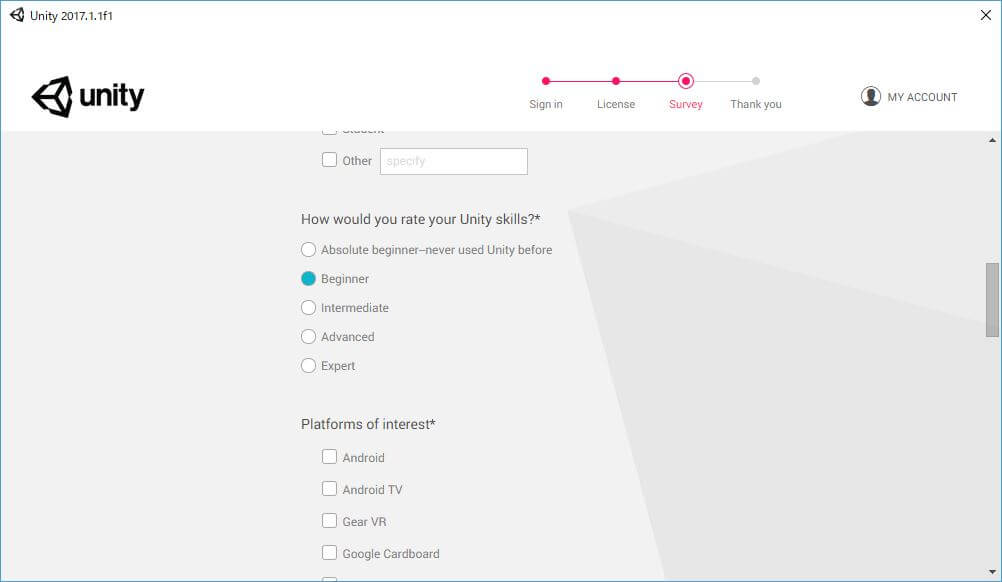 Unity 2017.1.1f1
unity
Sign in
License
Survey
Thank you
MY ACCOUNT
Student
Other specify
How would you rate your Unity skills?*
Absolute beginner–never used Unity before
Beginner
Intermediate
Advanced
Expert
Platforms of interest*
Android
Android TV
Gear VR
Google Cardboard